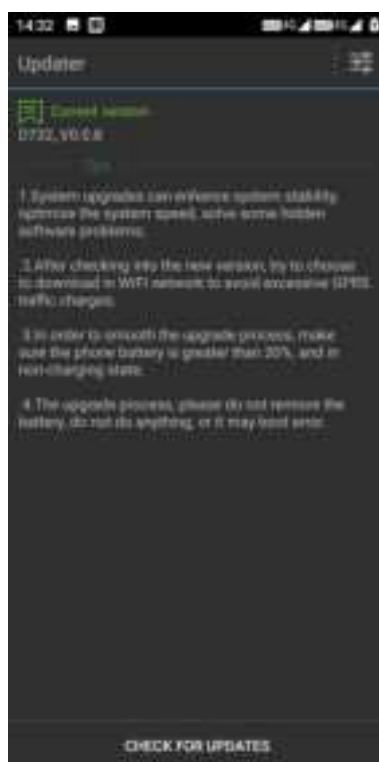 14:32
Updater
Current version
D732, V0.0.6
Tips
1.System upgrades can enhance system stability,
optimize the system speed, solve some hidden
software problems.
2.After checking into the new version, try to choose
to download in WIFI network to avoid excessive GPRS
traffic charges.
3.In order to smooth the upgrade process, make
sure the phone battery is greater than 20%, and in
non-charging state.
4.The upgrade process, please do not remove the
battery, do not do anything, or it may boot error.
CHECK FOR UPDATES